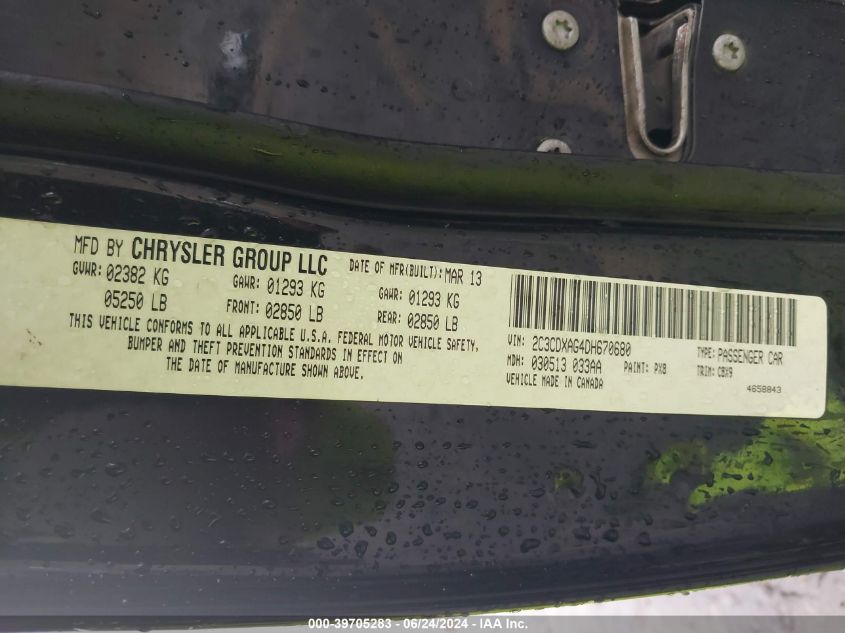 MFD BY CHRYSLER GROUP LLC
DATE OF MFR(BUILT): MAR 13
GVWR: 02382 KG GAWR: 01293 KG GAWR: 01293 KG
05250 LB FRONT: 02850 LB REAR: 02850 LB
THIS VEHICLE CONFORMS TO ALL APPLICABLE U.S.A. FEDERAL MOTOR VEHICLE SAFETY,
BUMPER AND THEFT PREVENTION STANDARDS IN EFFECT ON
THE DATE OF MANUFACTURE SHOWN ABOVE.
VIN: 2C3CDXAG4DH670680 TYPE: PASSENGER CAR
MDH: 030513 033AA PAINT: PX8 TRIM: CBX9
VEHICLE MADE IN CANADA 4658843
000-39705283 - 06/24/2024 - IAA Inc.